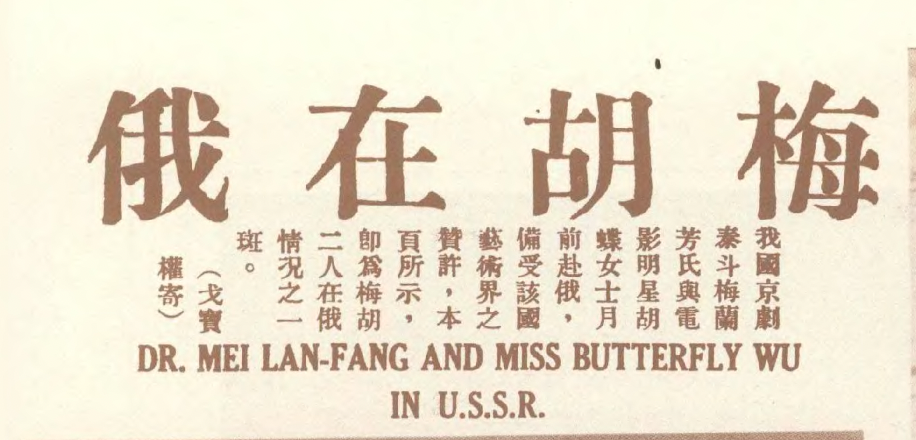 梅胡在俄
我國京劇
泰斗梅蘭
芳氏與電
影明星胡
蝶女士月
前赴俄，
備受該國
藝術界之
贊許，本
頁所示，
卽爲梅胡
二人在俄
情況之一
斑。
（戈寶
權寄）
DR. MEI LAN-FANG AND MISS BUTTERFLY WU
IN U.S.S.R.